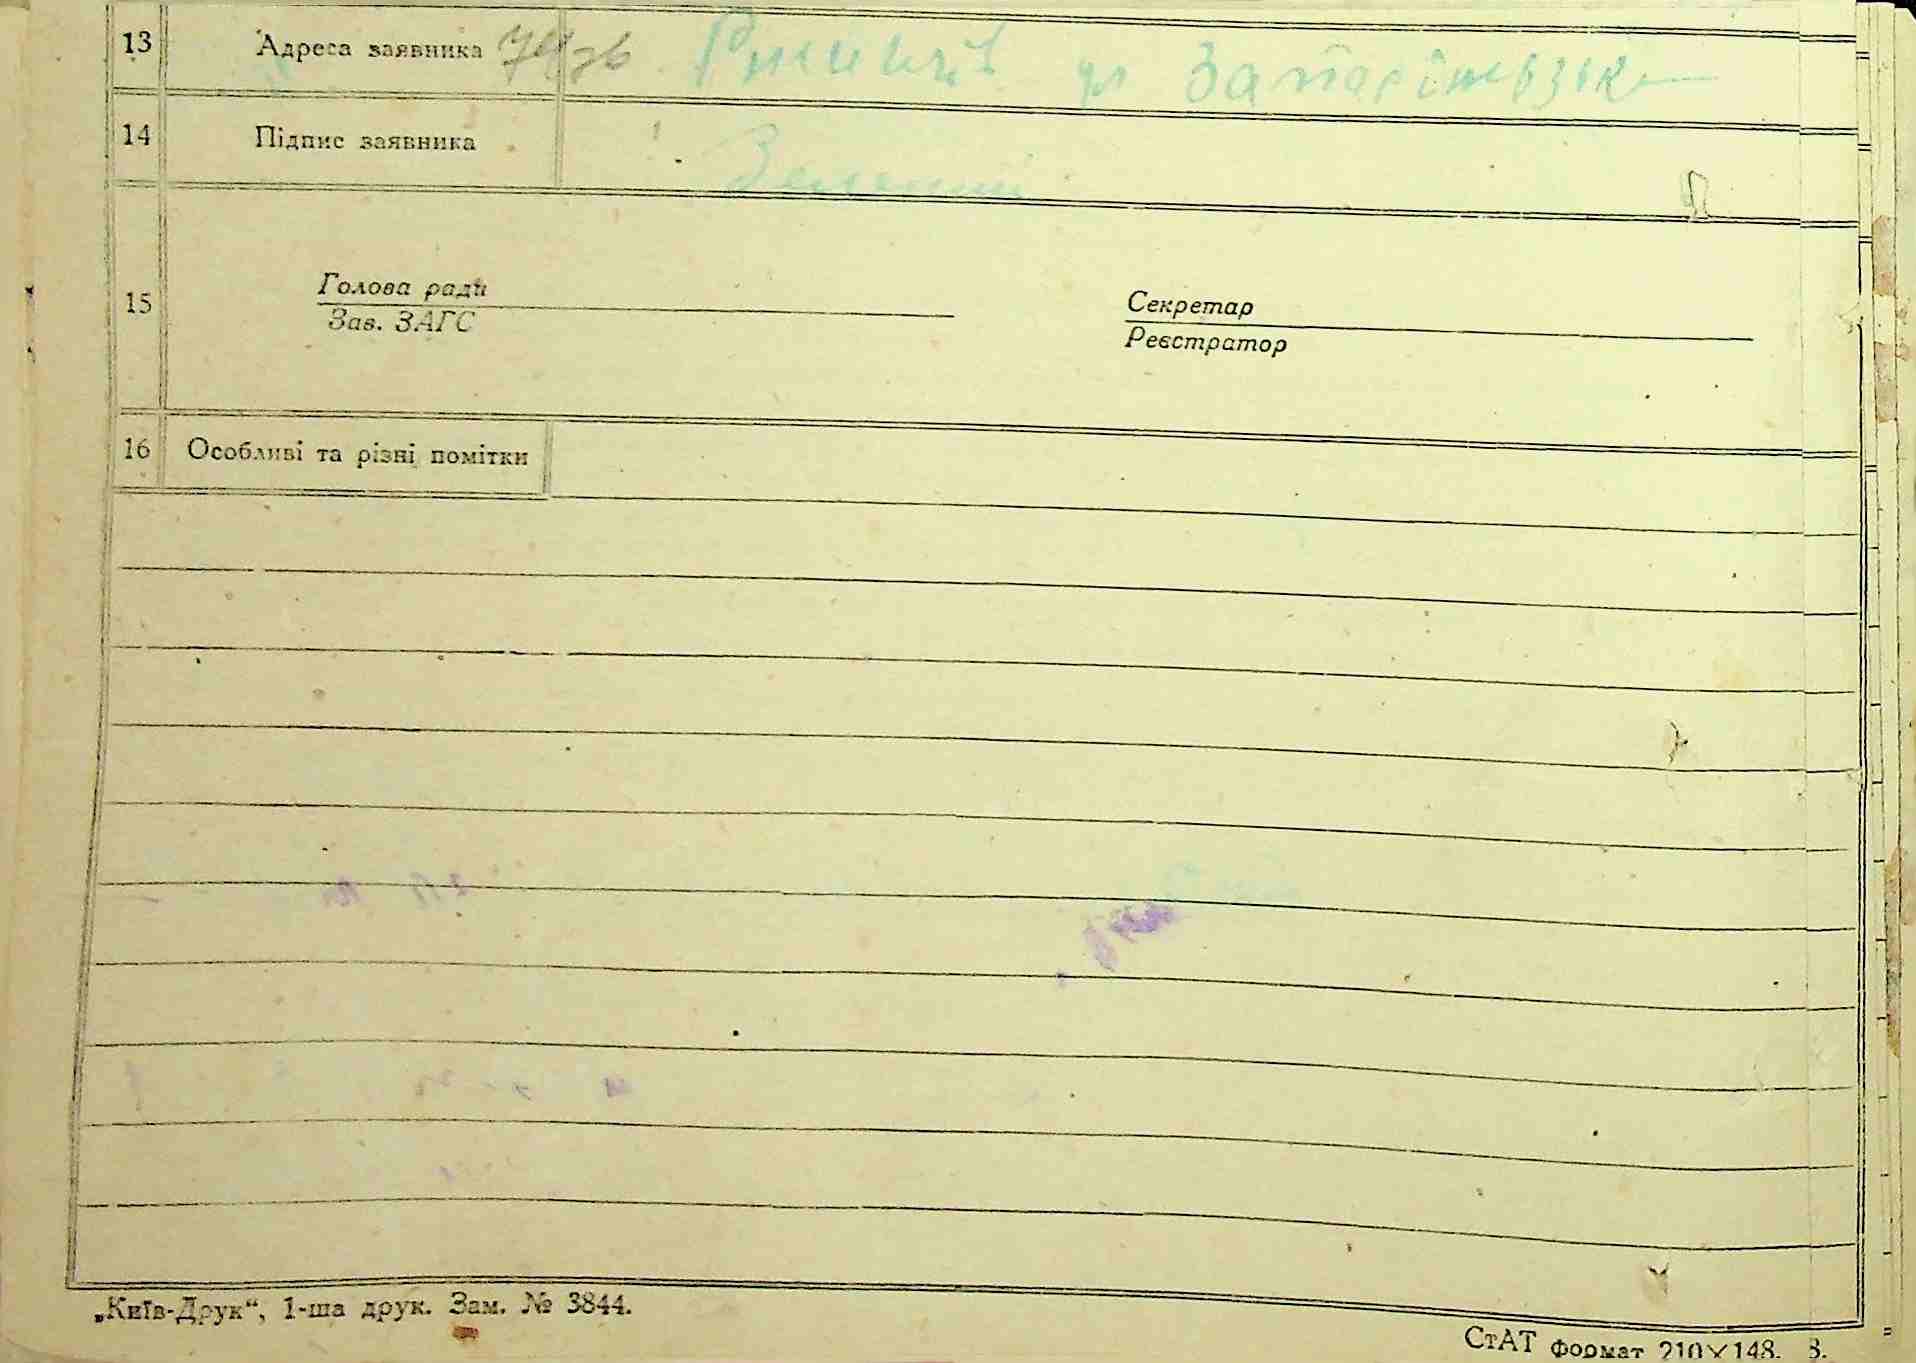 13 Адреса заявника
14 Підпис заявника
15 Голова ради Секретар
Зав. ЗАГС Реєстратор
16 Особливі та різні помітки
„Київ-Друк“, 1-ша друк. Зам. № 3844.
СтАТ формат 210×148. 3.